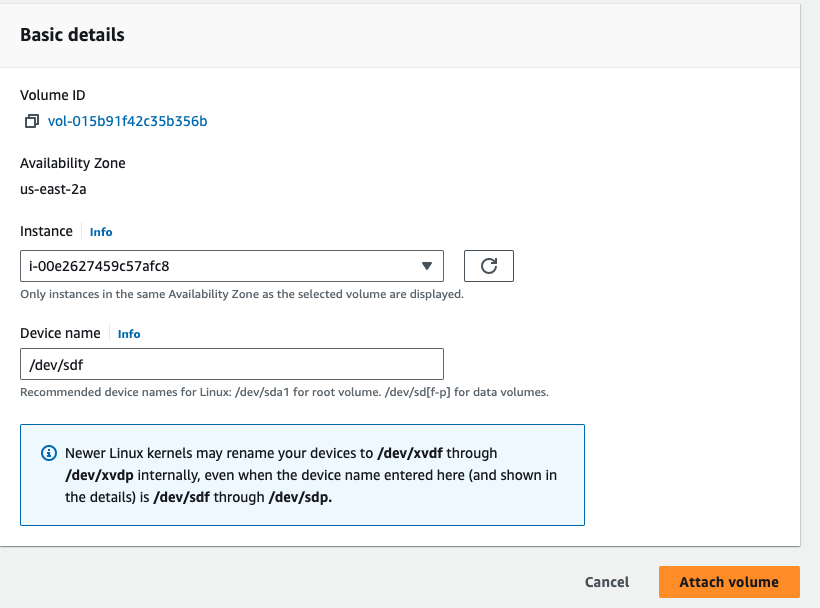 Basic details
Volume ID
vol-015b91f42c35b356b
Availability Zone
us-east-2a
Instance Info
i-00e2627459c57afc8
Only instances in the same Availability Zone as the selected volume are displayed.
Device name Info
/dev/sdf
Recommended device names for Linux: /dev/sda1 for root volume. /dev/sd[f-p] for data volumes.
Newer Linux kernels may rename your devices to /dev/xvdf through
/dev/xvdp internally, even when the device name entered here (and shown in
the details) is /dev/sdf through /dev/sdp.
Cancel Attach volume